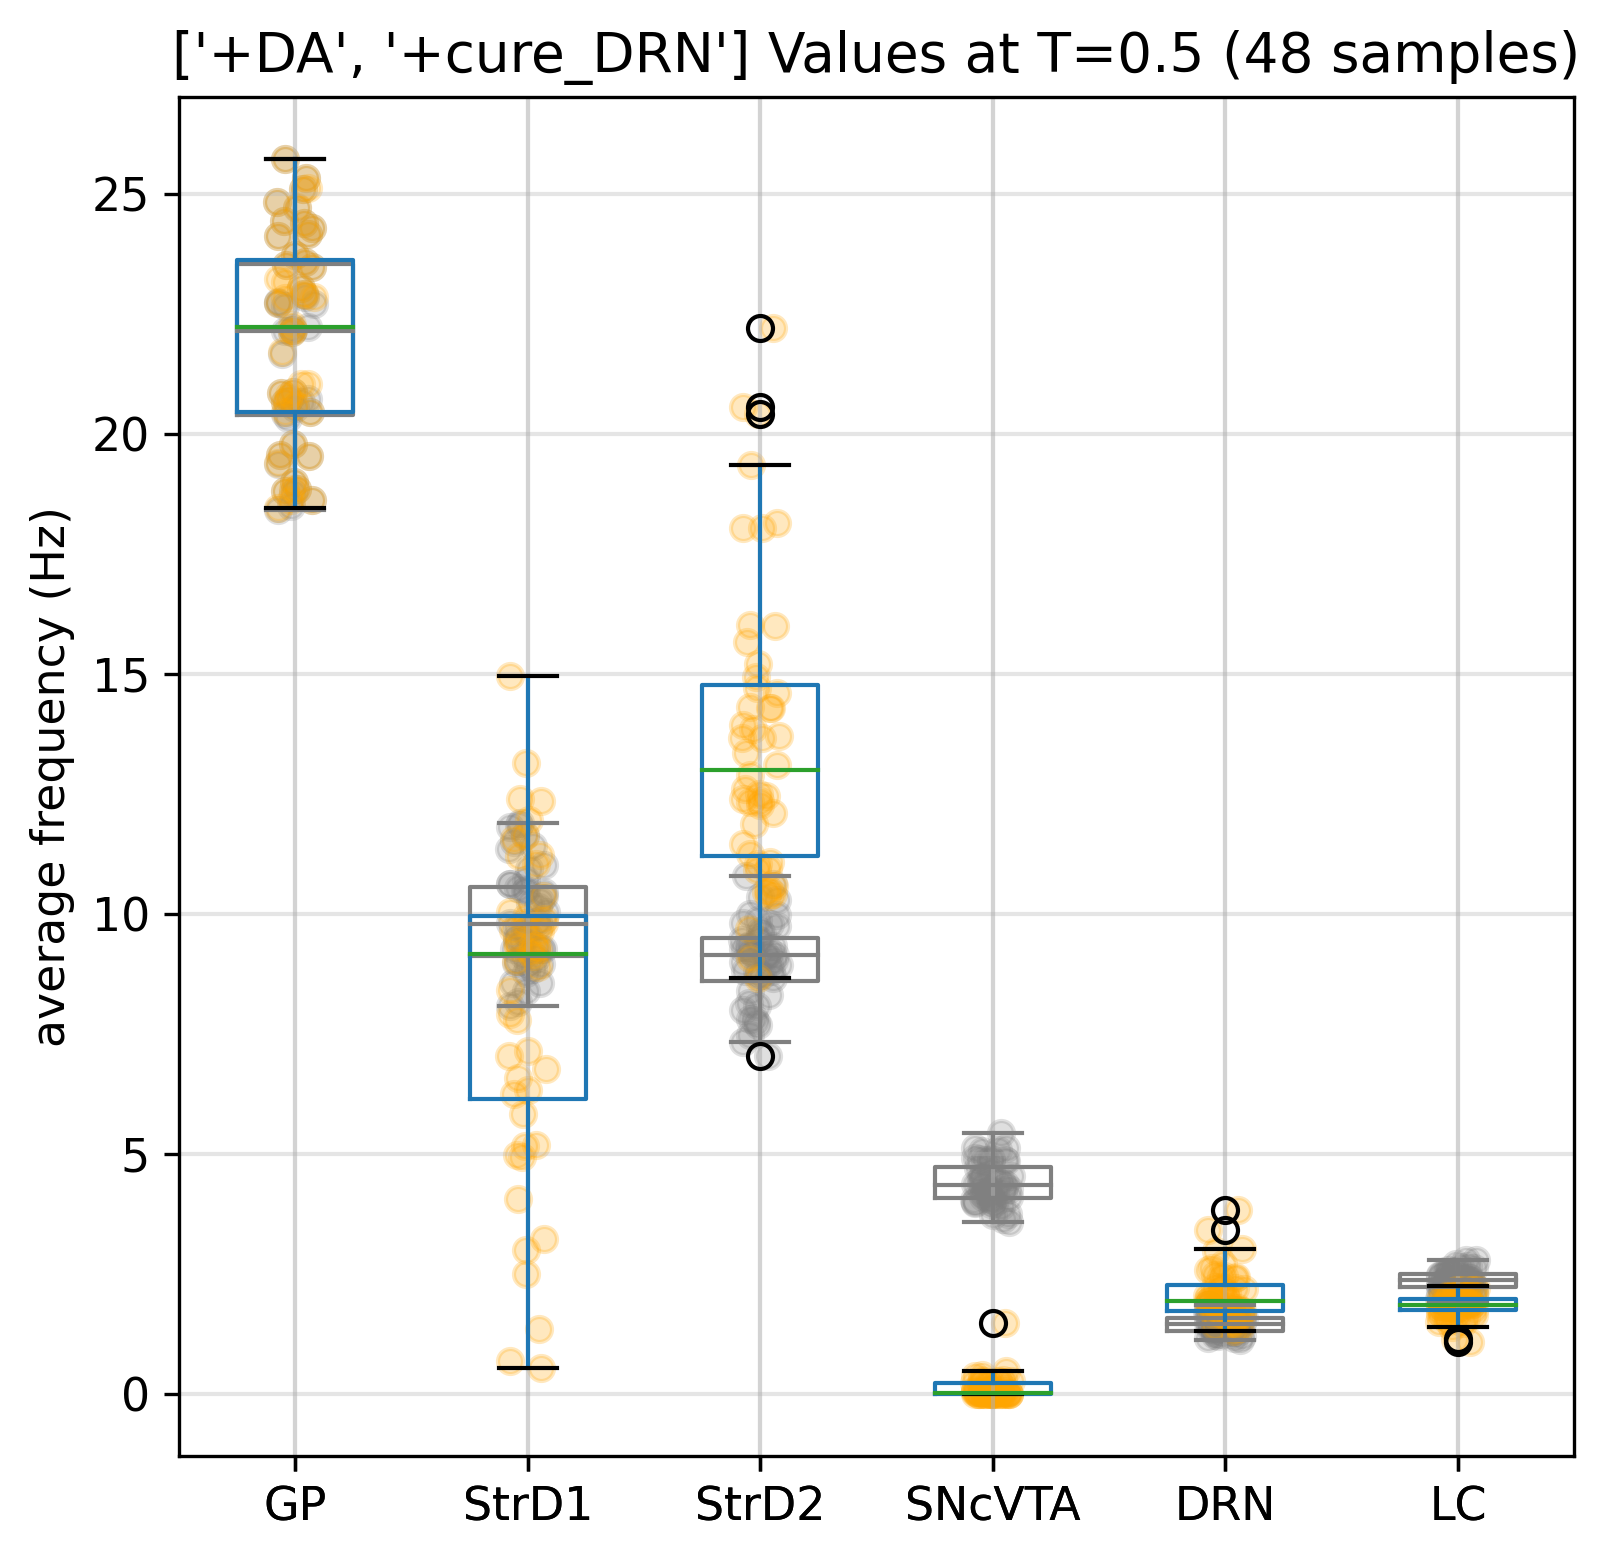 ['+DA', '+cure_DRN'] Values at T=0.5 (48 samples)
average frequency (Hz)
25
20
15
10
5
0
GP StrD1 StrD2 SNcVTA DRN LC